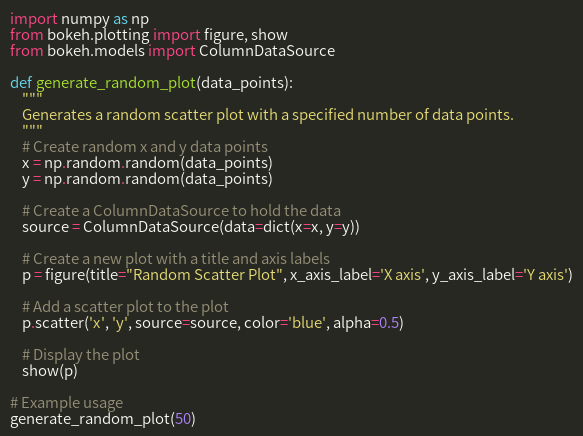 import numpy as np
from bokeh.plotting import figure, show
from bokeh.models import ColumnDataSource

def generate_random_plot(data_points):
    """
    Generates a random scatter plot with a specified number of data points.
    """
    # Create random x and y data points
    x = np.random.random(data_points)
    y = np.random.random(data_points)

    # Create a ColumnDataSource to hold the data
    source = ColumnDataSource(data=dict(x=x, y=y))

    # Create a new plot with a title and axis labels
    p = figure(title="Random Scatter Plot", x_axis_label='X axis', y_axis_label='Y axis')

    # Add a scatter plot to the plot
    p.scatter('x', 'y', source=source, color='blue', alpha=0.5)

    # Display the plot
    show(p)

# Example usage
generate_random_plot(50)